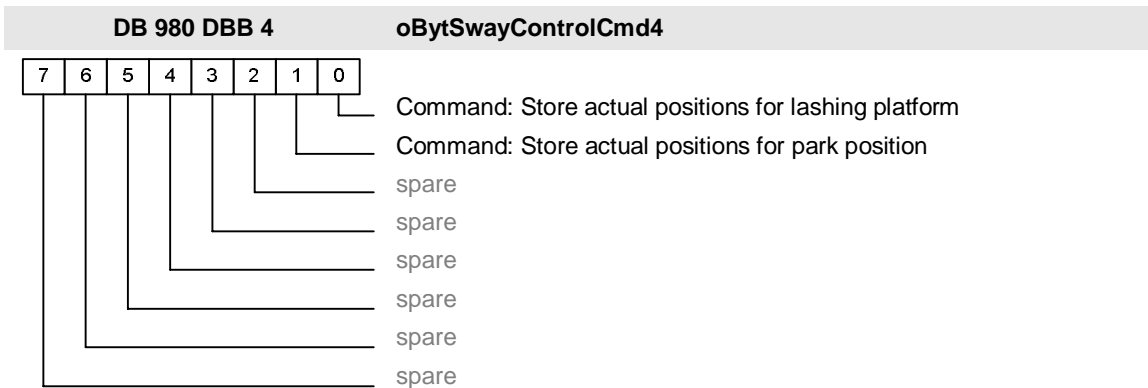 DB 980 DBB 4 oBytSwayControlCmd4
7 6 5 4 3 2 1 0
Command: Store actual positions for lashing platform
Command: Store actual positions for park position
spare
spare
spare
spare
spare
spare